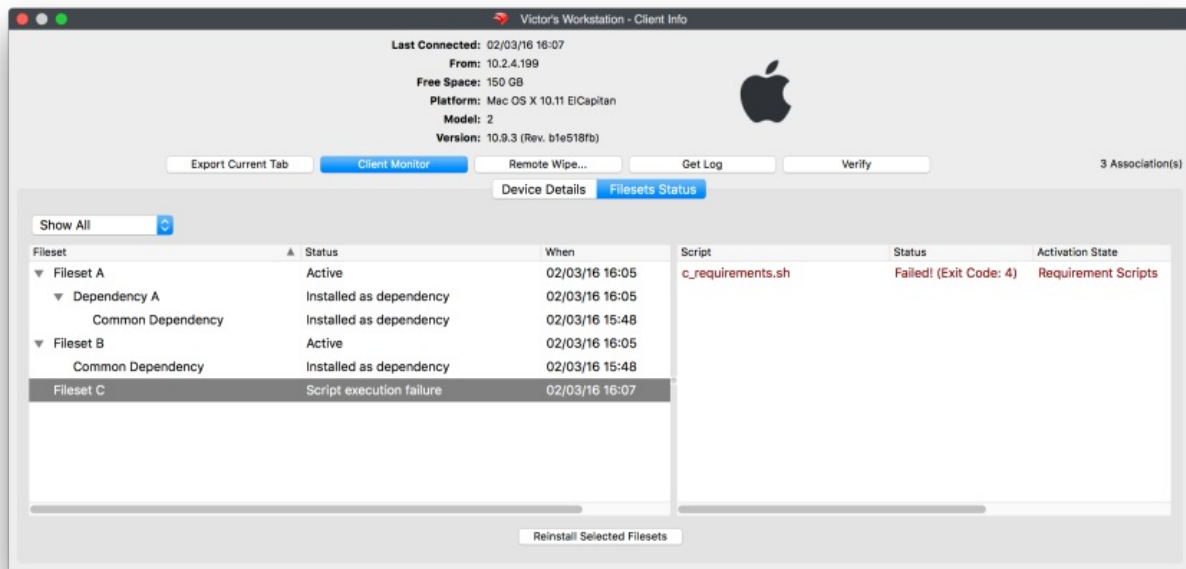 Victor's Workstation - Client Info
Last Connected: 02/03/16 16:07
From: 10.2.4.199
Free Space: 150 GB
Platform: Mac OS X 10.11 ElCapitan
Model: 2
Version: 10.9.3 (Rev. b1e518fb)
Export Current Tab Client Monitor Remote Wipe... Get Log Verify 3 Association(s)
Device Details Filesets Status
Show All
Fileset Status When Script Status Activation State
Fileset A Active 02/03/16 16:05 c_requirements.sh Failed! (Exit Code: 4) Requirement Scripts
Dependency A Installed as dependency 02/03/16 16:05
Common Dependency Installed as dependency 02/03/16 15:48
Fileset B Active 02/03/16 16:05
Common Dependency Installed as dependency 02/03/16 15:48
Fileset C Script execution failure 02/03/16 16:07
Reinstall Selected Filesets